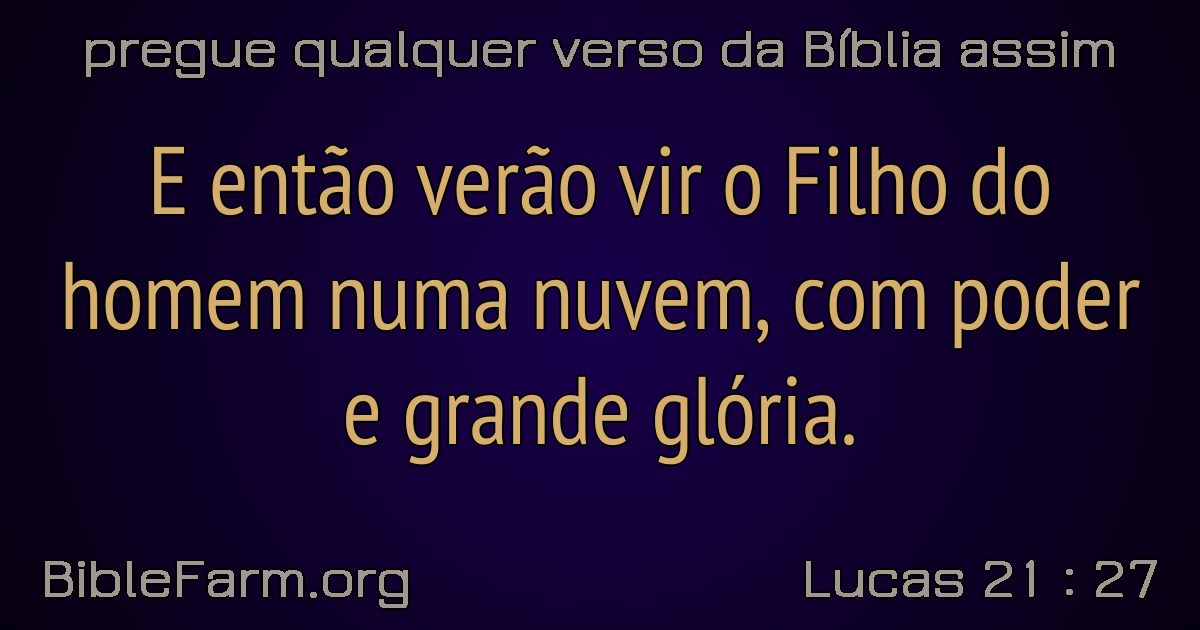 pregue qualquer verso da Bíblia assim
E então verão vir o Filho do
homem numa nuvem, com poder
e grande glória.
BibleFarm.org
Lucas 21 : 27